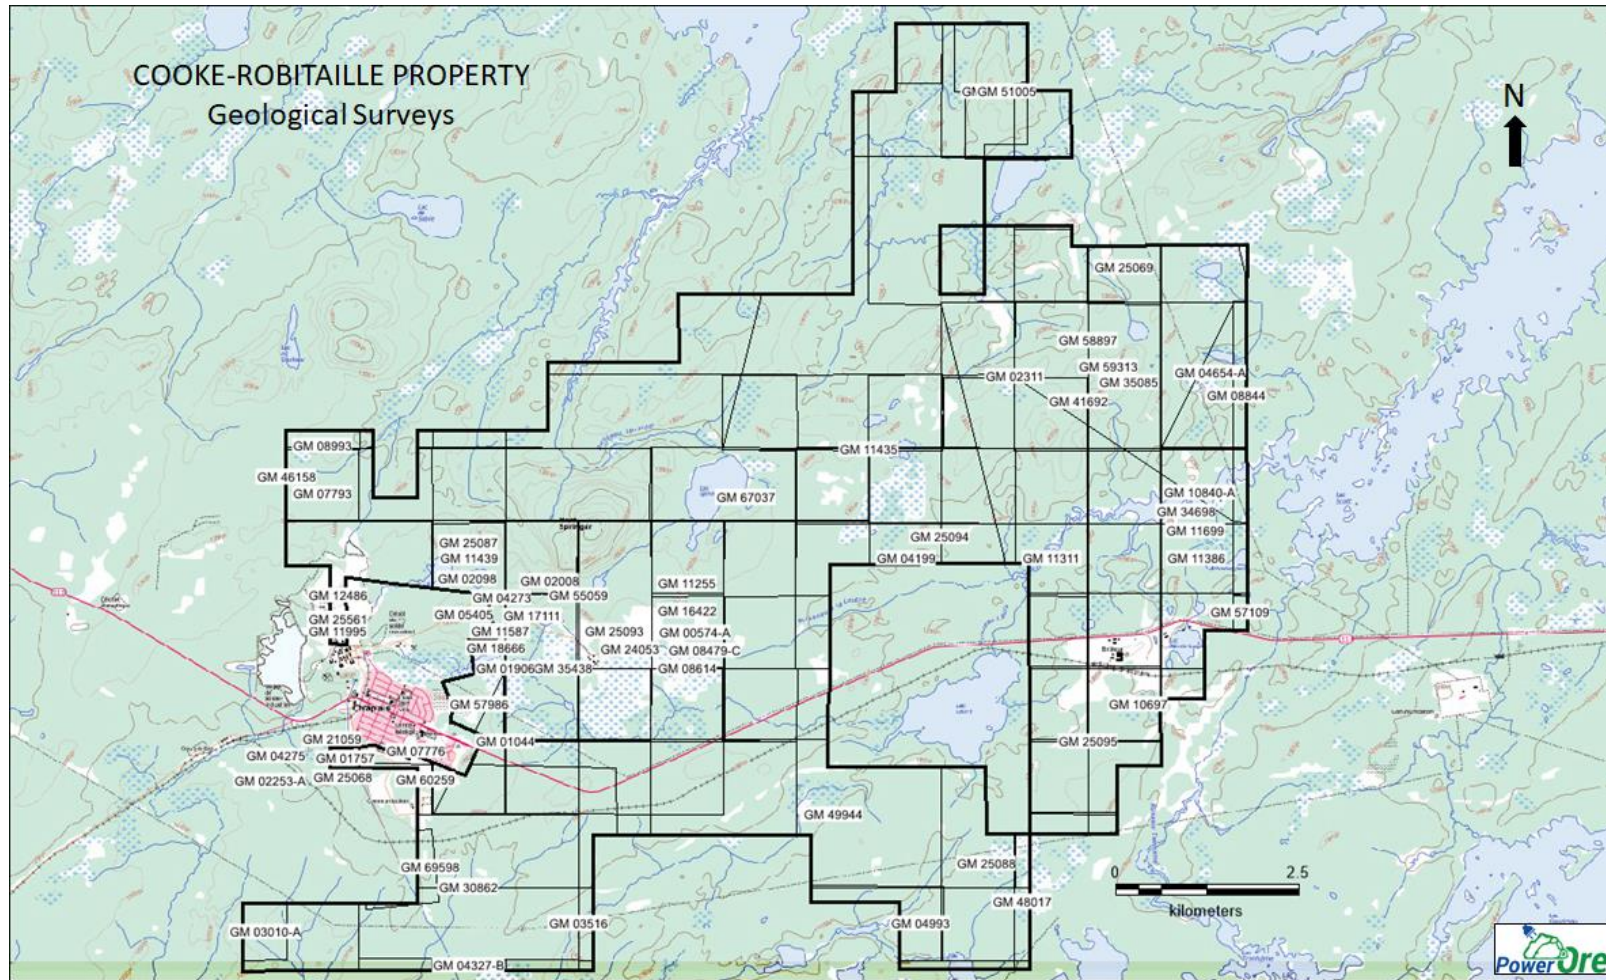 COOKE-ROBITAILLE PROPERTY
Geological Surveys
N
GM 51005
GM 25069
GM 58897
GM 59313
GM 02311
GM 35085
GM 04654-A
GM 41692
GM 08844
GM 08993
GM 11435
GM 46158
GM 07793
GM 67037
GM 10840-A
GM 34698
Springer
GM 11699
GM 25087
GM 25094
GM 11439
GM 04199
GM 11311
GM 11386
GM 02098
GM 02008
GM 11255
GM 12486
GM 04273
GM 55059
GM 05405
GM 17111
GM 16422
GM 57109
GM 25561
GM 11995
GM 11587
GM 25093
GM 00574-A
GM 18666
GM 24053
GM 08479-C
GM 01906
GM 35438
GM 08614
GM 57986
GM 10697
GM 21059
GM 01044
GM 25095
GM 04275
GM 01757
GM 07776
GM 02253-A
GM 25068
GM 60259
GM 49944
GM 69598
GM 25088
GM 30862
0 2.5
kilometers
GM 48017
GM 03010-A
GM 03516
GM 04993
GM 04327-B
PowerOre